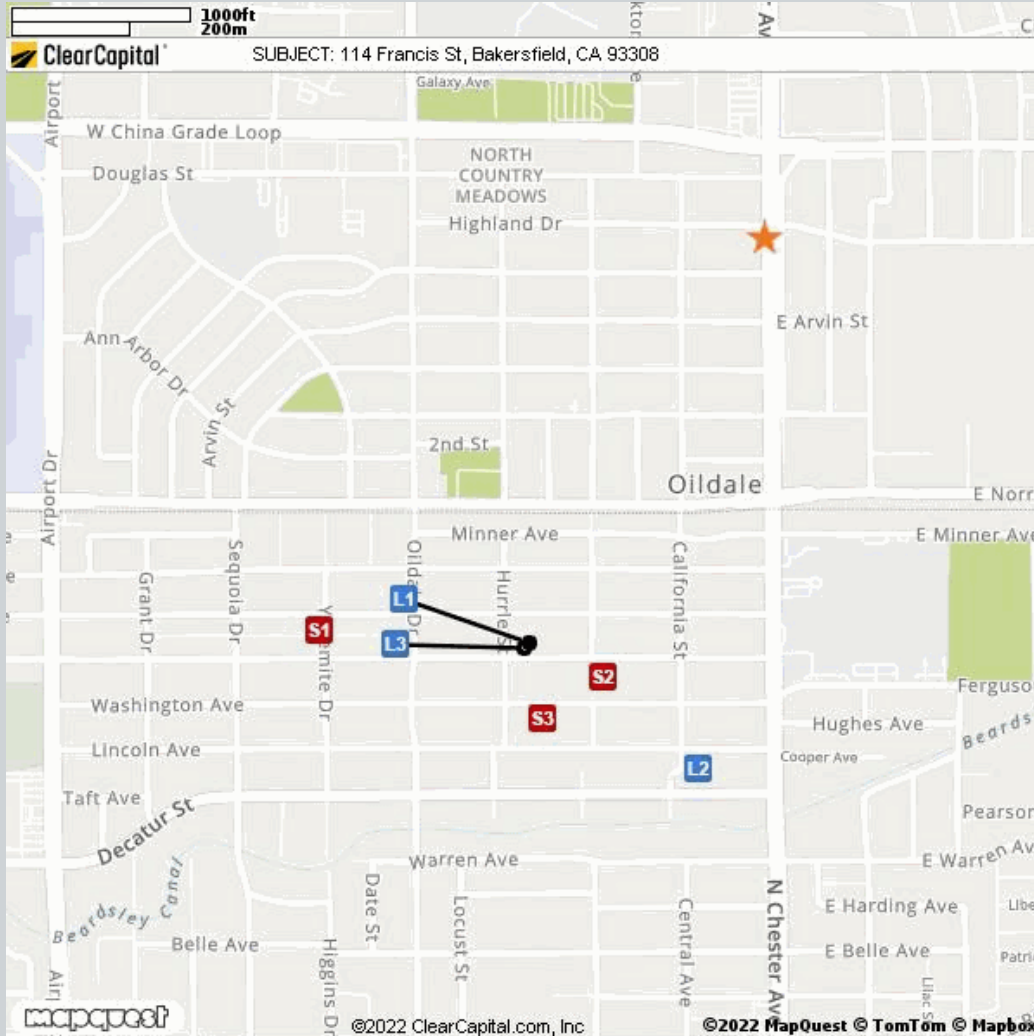 1000ft
200m
ClearCapital
SUBJECT: 114 Francis St, Bakersfield, CA 93308
Airport
Galaxy Ave
W China Grade Loop
Douglas St
NORTH
COUNTRY
MEADOWS
Highland Dr
E Arvin St
Ann Arbor Dr
Arvin St
2nd St
Oildale
Airport Dr
E Norr
Minner Ave
E Minner Ave
Grant Dr
Sequoia Dr
Hurrle St
California St
L1
S1
L3
S2
S3
L2
Ferguso
Washington Ave
Hughes Ave
Beards
Lincoln Ave
Cooper Ave
Taft Ave
Decatur St
Pearson
Warren Ave
E Warren Av
Beardsley Canal
Date St
Locust St
Central Ave
N Chester Ave
E Harding Ave
Libe
Belle Ave
E Belle Ave
Patri
Higgins Dr
Lilac S
mapquest
©2022 ClearCapital.com, Inc
©2022 MapQuest © TomTom © Mapbo